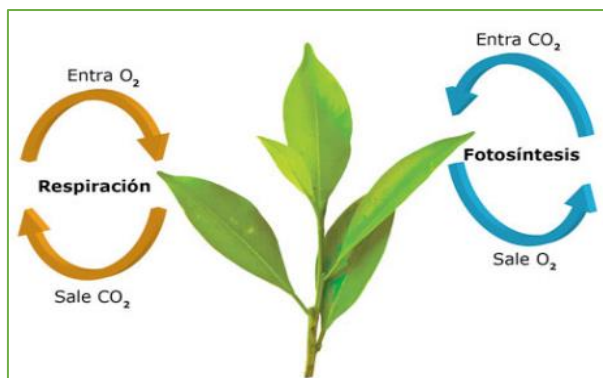 Entra O₂
Respiración
Sale CO₂
Entra CO₂
Fotosíntesis
Sale O₂